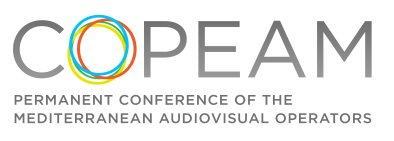 COPEAM
PERMANENT CONFERENCE OF THE
MEDITERRANEAN AUDIOVISUAL OPERATORS